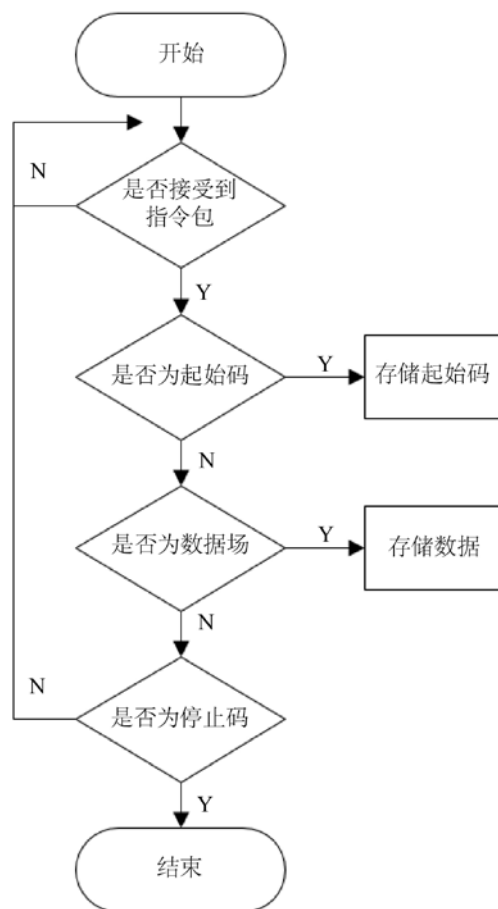 开始
N
是否接受到
指令包
Y
是否为起始码
Y
存储起始码
N
是否为数据场
Y
存储数据
N
N
是否为停止码
Y
结束